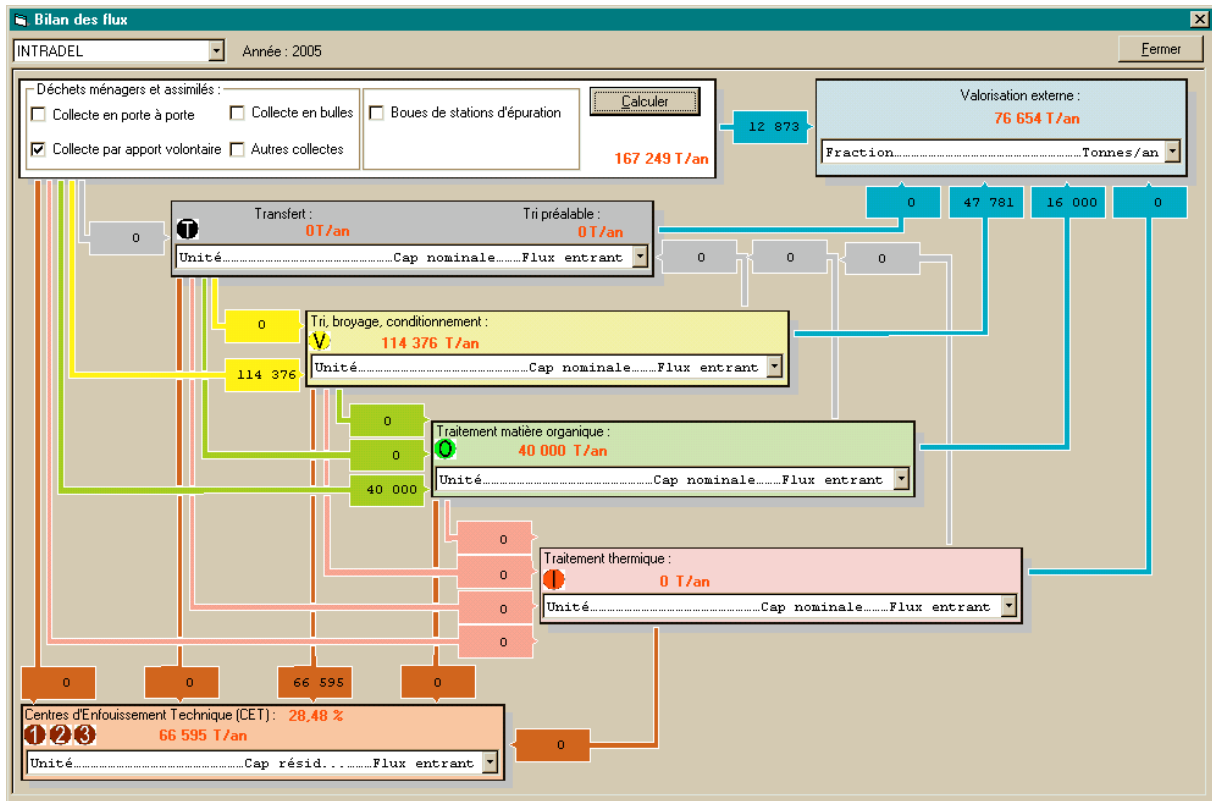 Bilan des flux
INTRADEL Année : 2005 Fermer
Déchets ménagers et assimilés :
Collecte en porte à porte Collecte en bulles Boues de stations d'épuration Calculer
Collecte par apport volontaire Autres collectes
167 249 T/an
12 873
Valorisation externe :
76 654 T/an
Fraction..........Tonnes/an
0 47 781 16 000 0
0
T
Transfert : Tri préalable :
0T/an 0T/an
Unité..........Cap nominale.....Flux entrant
0 0 0
0
114 376
Tri, broyage, conditionnement :
V 114 376 T/an
Unité..........Cap nominale.....Flux entrant
0
0
40 000
Traitement matière organique :
O 40 000 T/an
Unité..........Cap nominale.....Flux entrant
0
0
0
0
Traitement thermique :
I 0 T/an
Unité..........Cap nominale.....Flux entrant
0 0 66 595 0
Centres d'Enfouissement Technique (CET) : 28,48 %
1 2 3 66 595 T/an
Unité..........Cap résid........Flux entrant
0